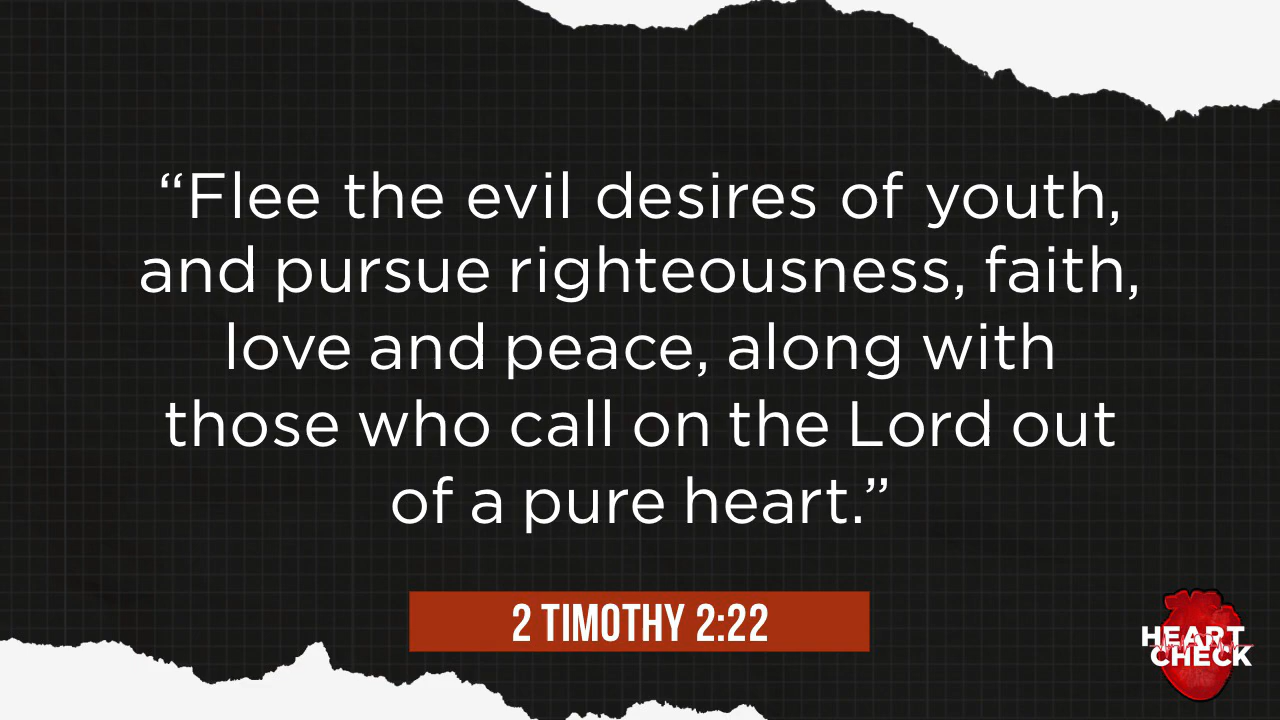 “Flee the evil desires of youth,
and pursue righteousness, faith,
love and peace, along with
those who call on the Lord out
of a pure heart.”
2 TIMOTHY 2:22
HEART
CHECK